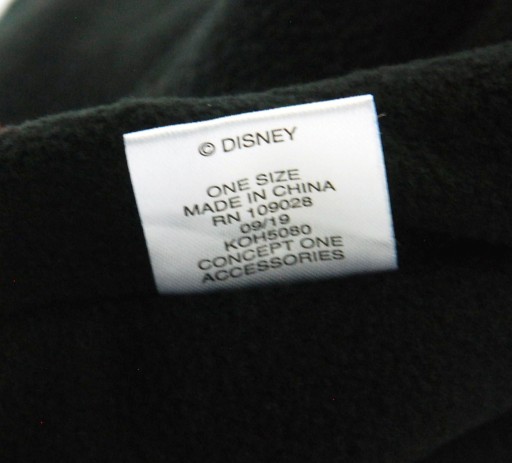 © DISNEY
ONE SIZE
MADE IN CHINA
RN 109028
09/19
KOH5080
CONCEPT ONE
ACCESSORIES